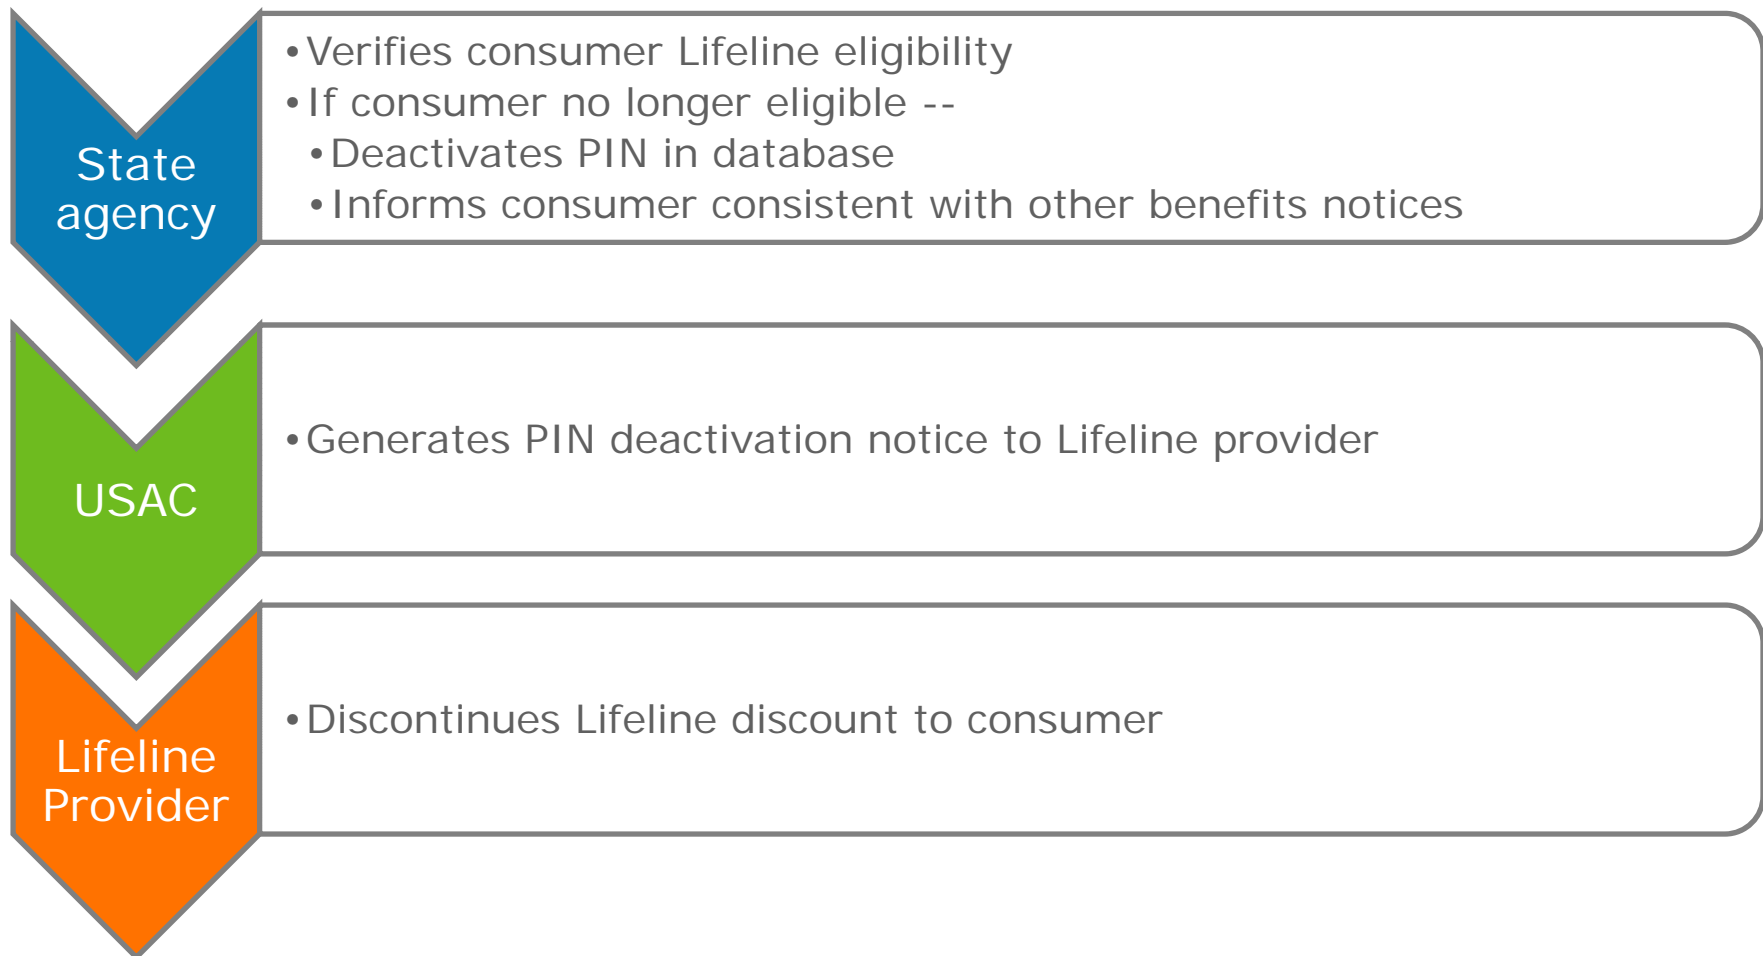 State
agency
•Verifies consumer Lifeline eligibility
•If consumer no longer eligible --
•Deactivates PIN in database
•Informs consumer consistent with other benefits notices
USAC
•Generates PIN deactivation notice to Lifeline provider
Lifeline
Provider
•Discontinues Lifeline discount to consumer